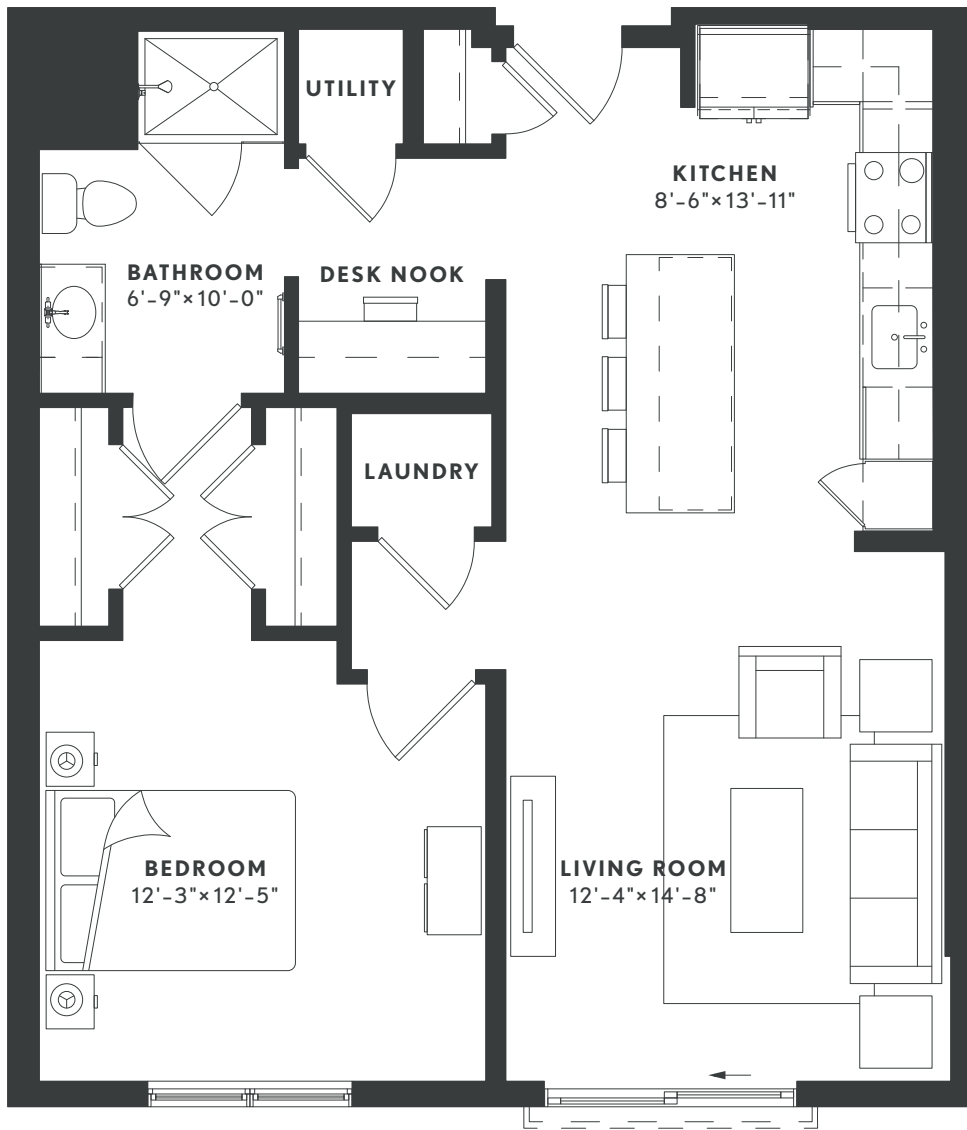 UTILITY
KITCHEN
8'-6"×13'-11"
BATHROOM
6'-9"×10'-0"
DESK NOOK
LAUNDRY
BEDROOM
12'-3"×12'-5"
LIVING ROOM
12'-4"×14'-8"